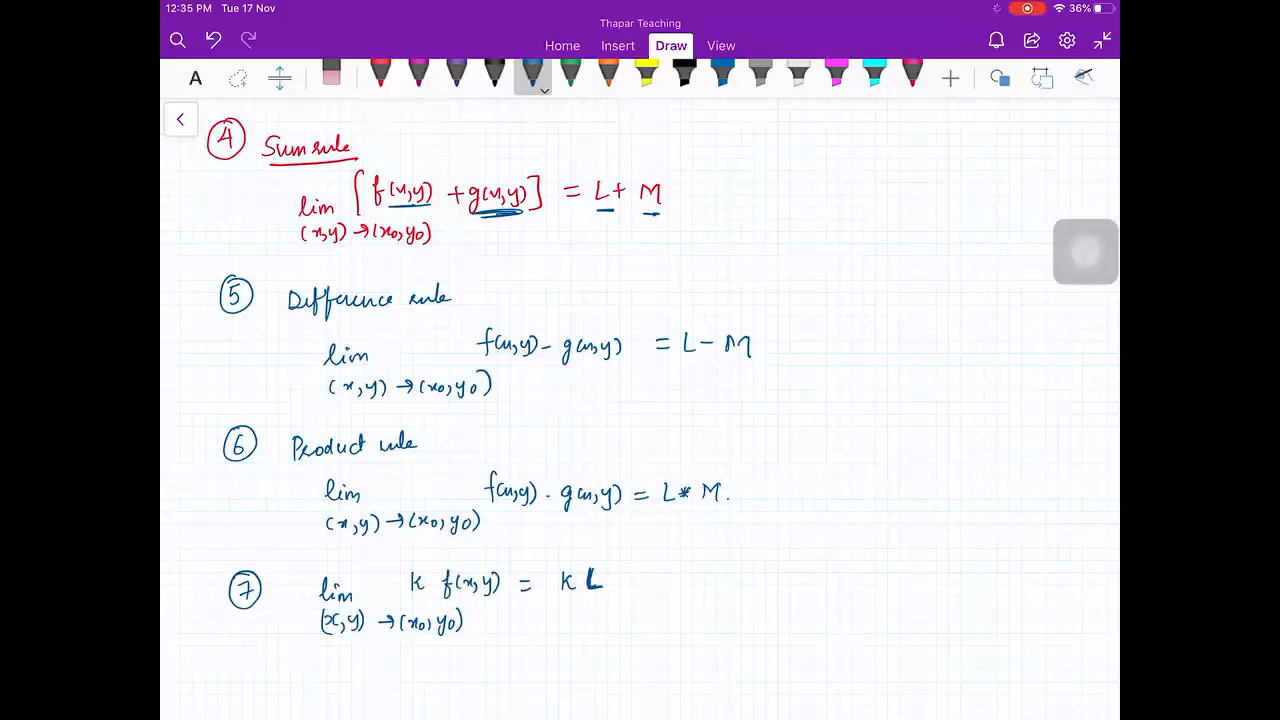 12:35 PM Tue 17 Nov
36%
Thapar Teaching
Home Insert Draw View
A
④ Sum rule
lim [f(x,y) + g(x,y)] = L + M
(x,y) → (x₀,y₀)
⑤ Difference rule
lim f(x,y) - g(x,y) = L - M
(x,y) → (x₀,y₀)
⑥ Product rule
lim f(x,y) . g(x,y) = L * M.
(x,y) → (x₀,y₀)
⑦ lim K f(x,y) = K L
(x,y) → (x₀,y₀)